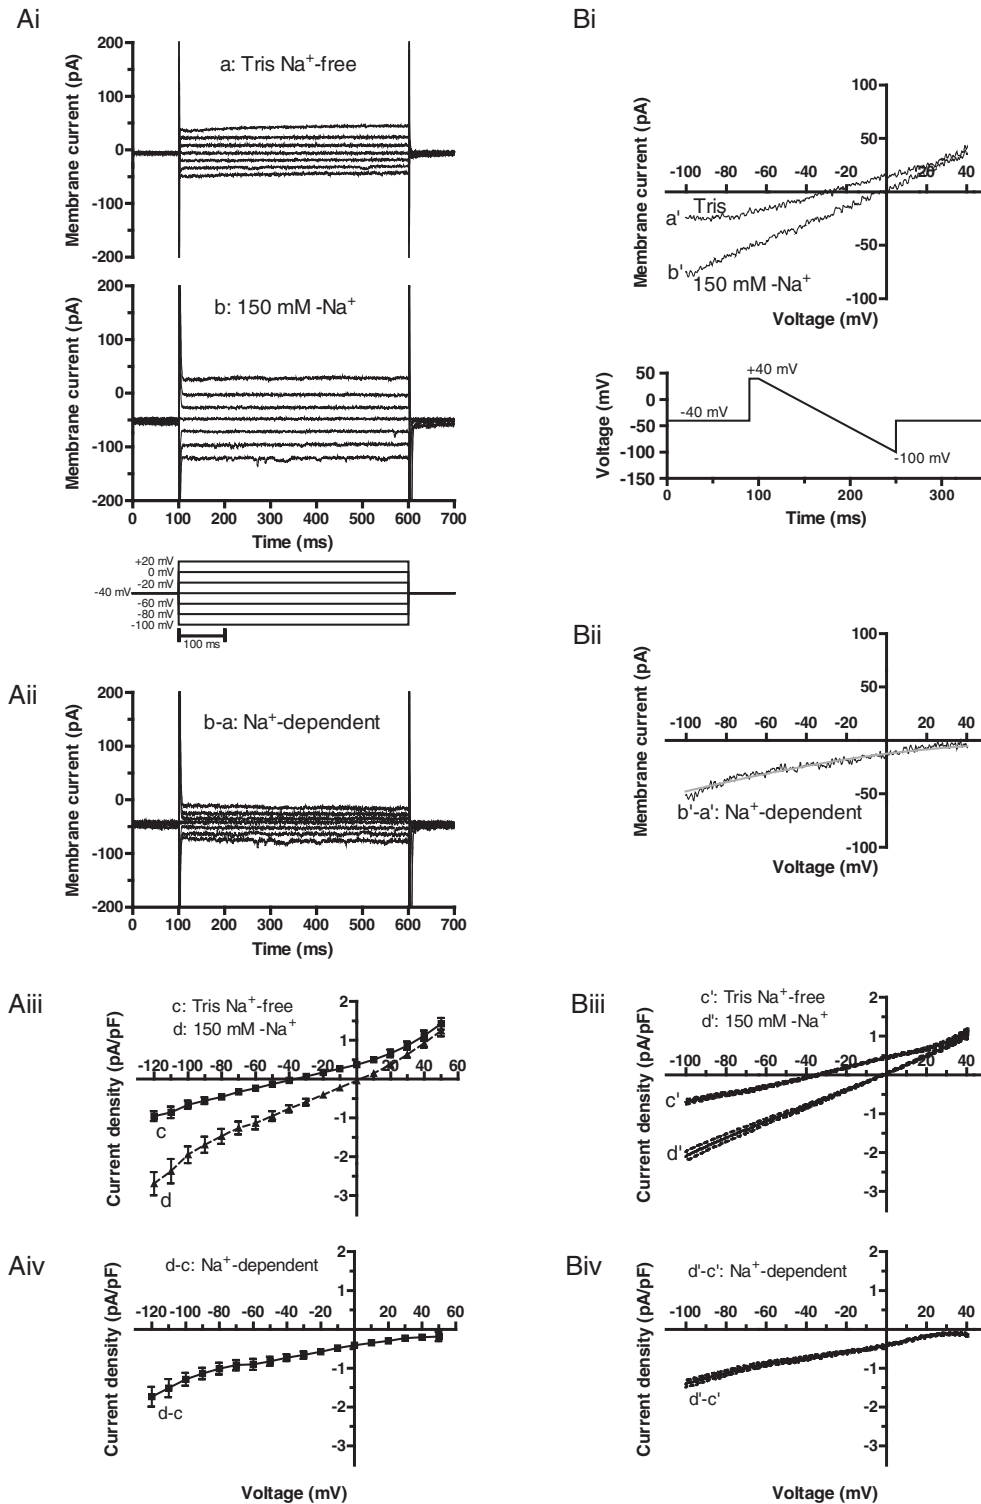 Ai
200
100
0
-100
-200
Membrane current (pA)
a: Tris Na+-free
200
100
0
-100
-200
Membrane current (pA)
b: 150 mM -Na+
0 100 200 300 400 500 600 700
Time (ms)
+20 mV
0 mV
-20 mV
-40 mV
-60 mV
-80 mV
-100 mV
100 ms
Aii
200
100
0
-100
-200
Membrane current (pA)
b-a: Na+-dependent
0 100 200 300 400 500 600 700
Time (ms)
Aiii
c: Tris Na+-free
d: 150 mM -Na+
Current density (pA/pF)
2
1
-120 -100 -80 -60 -40 -20 20 40 60
-1
-2
-3
c
d
Aiv
d-c: Na+-dependent
Current density (pA/pF)
2
1
-120 -100 -80 -60 -40 -20 20 40 60
-1
-2
-3
d-c
Voltage (mV)
Bi
Membrane current (pA)
100
50
-100 -80 -60 -40 -20 20 40
-50
-100
a' Tris
b'
150 mM -Na+
Voltage (mV)
Voltage (mV)
50
0
-50
-100
-150
-40 mV
+40 mV
-100 mV
0 100 200 300
Time (ms)
Bii
Membrane current (pA)
100
50
-100 -80 -60 -40 -20 20 40
-50
-100
b'-a': Na+-dependent
Voltage (mV)
Biii
c': Tris Na+-free
d': 150 mM -Na+
Current density (pA/pF)
2
1
-100 -80 -60 -40 -20 20 40
-1
-2
-3
c'
d'
Biv
d'-c': Na+-dependent
Current density (pA/pF)
2
1
-100 -80 -60 -40 -20 20 40
-1
-2
-3
d'-c'
Voltage (mV)